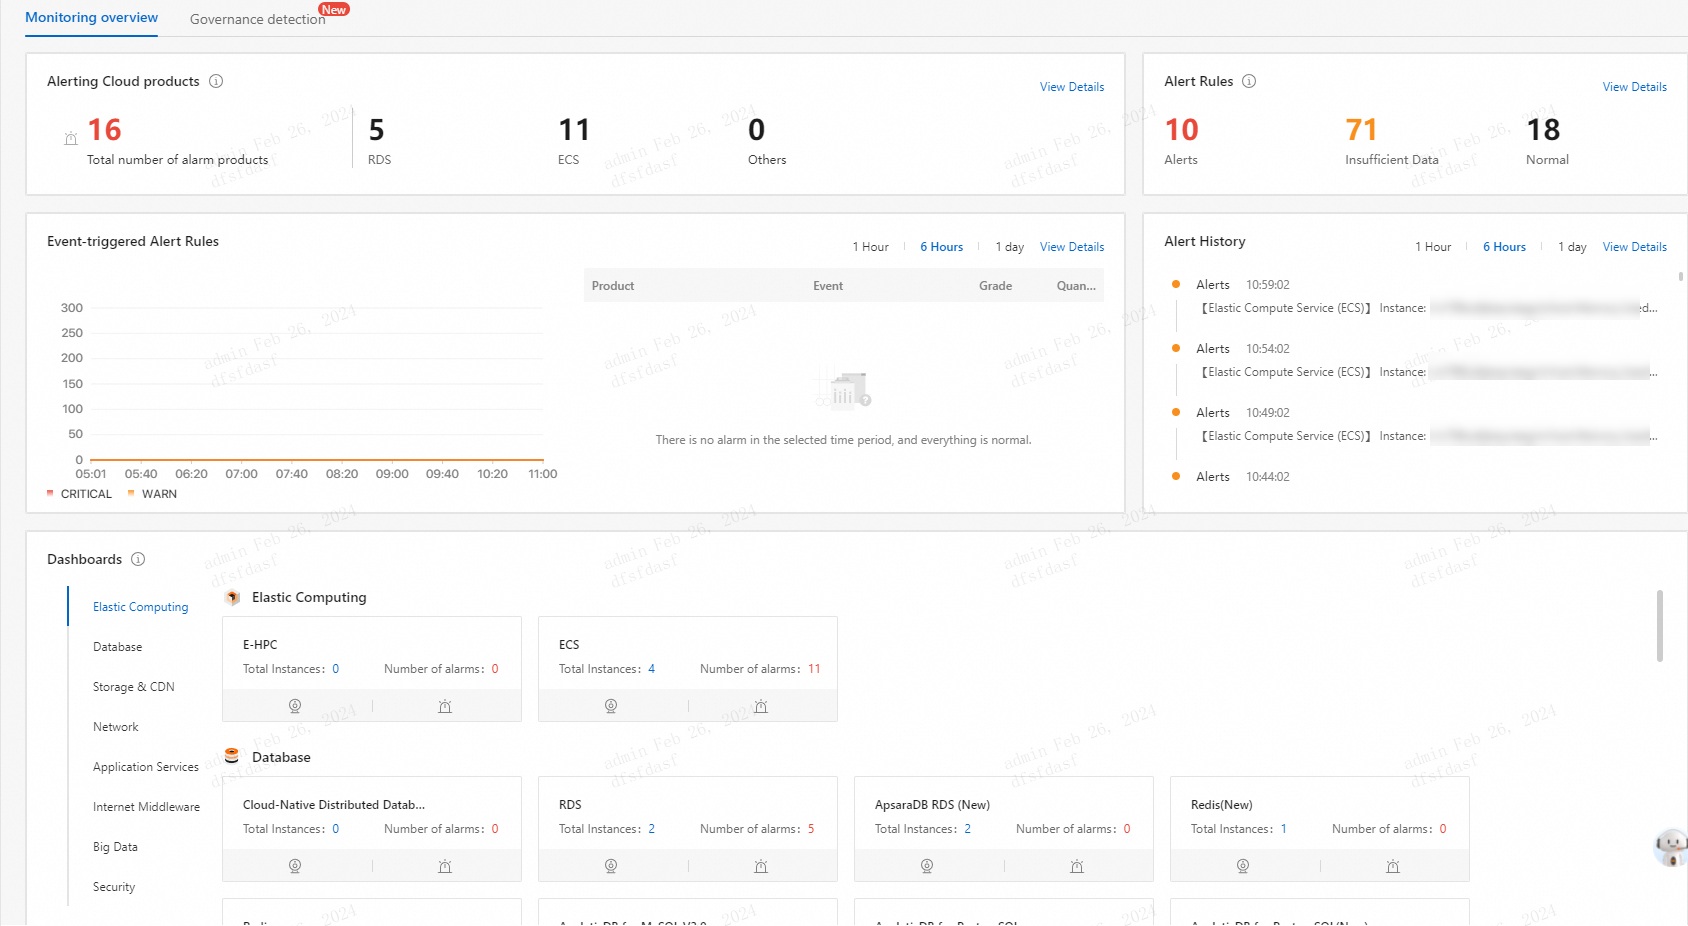 Monitoring overview
Governance detection
New
Alerting Cloud products
View Details
16
Total number of alarm products
5
RDS
11
ECS
0
Others
Alert Rules
View Details
10
Alerts
71
Insufficient Data
18
Normal
Event-triggered Alert Rules
1 Hour
6 Hours
1 day
View Details
300
250
200
150
100
50
0
05:01 05:40 06:20 07:00 07:40 08:20 09:00 09:40 10:20 11:00
CRITICAL WARN
Product Event Grade Quan...
There is no alarm in the selected time period, and everything is normal.
Alert History
1 Hour
6 Hours
1 day
View Details
Alerts 10:59:02
【Elastic Compute Service (ECS)】 Instance: ed...
Alerts 10:54:02
【Elastic Compute Service (ECS)】 Instance: ...
Alerts 10:49:02
【Elastic Compute Service (ECS)】 Instance: ...
Alerts 10:44:02
Dashboards
Elastic Computing
Database
Storage & CDN
Network
Application Services
Internet Middleware
Big Data
Security
Elastic Computing
E-HPC
Total Instances: 0 Number of alarms: 0
ECS
Total Instances: 4 Number of alarms: 11
Database
Cloud-Native Distributed Datab...
Total Instances: 0 Number of alarms: 0
RDS
Total Instances: 2 Number of alarms: 5
ApsaraDB RDS (New)
Total Instances: 2 Number of alarms: 0
Redis(New)
Total Instances: 1 Number of alarms: 0
admin Feb 26, 2024
dfsfdasf